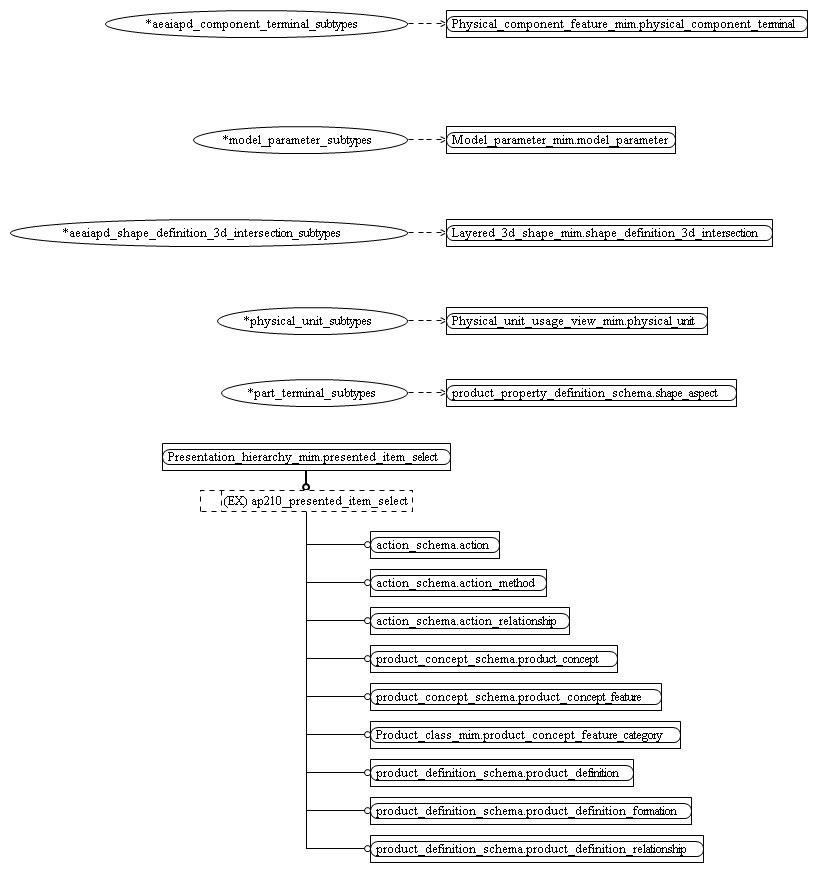 *aeaiapd_component_terminal_subtypes
Physical_component_feature_mim.physical_component_terminal
*model_parameter_subtypes
Model_parameter_mim.model_parameter
*aeaiapd_shape_definition_3d_intersection_subtypes
Layered_3d_shape_mim.shape_definition_3d_intersection
*physical_unit_subtypes
Physical_unit_usage_view_mim.physical_unit
*part_terminal_subtypes
product_property_definition_schema.shape_aspect
Presentation_hierarchy_mim.presented_item_select
(EX) ap210_presented_item_select
action_schema.action
action_schema.action_method
action_schema.action_relationship
product_concept_schema.product_concept
product_concept_schema.product_concept_feature
Product_class_mim.product_concept_feature_category
product_definition_schema.product_definition
product_definition_schema.product_definition_formation
product_definition_schema.product_definition_relationship